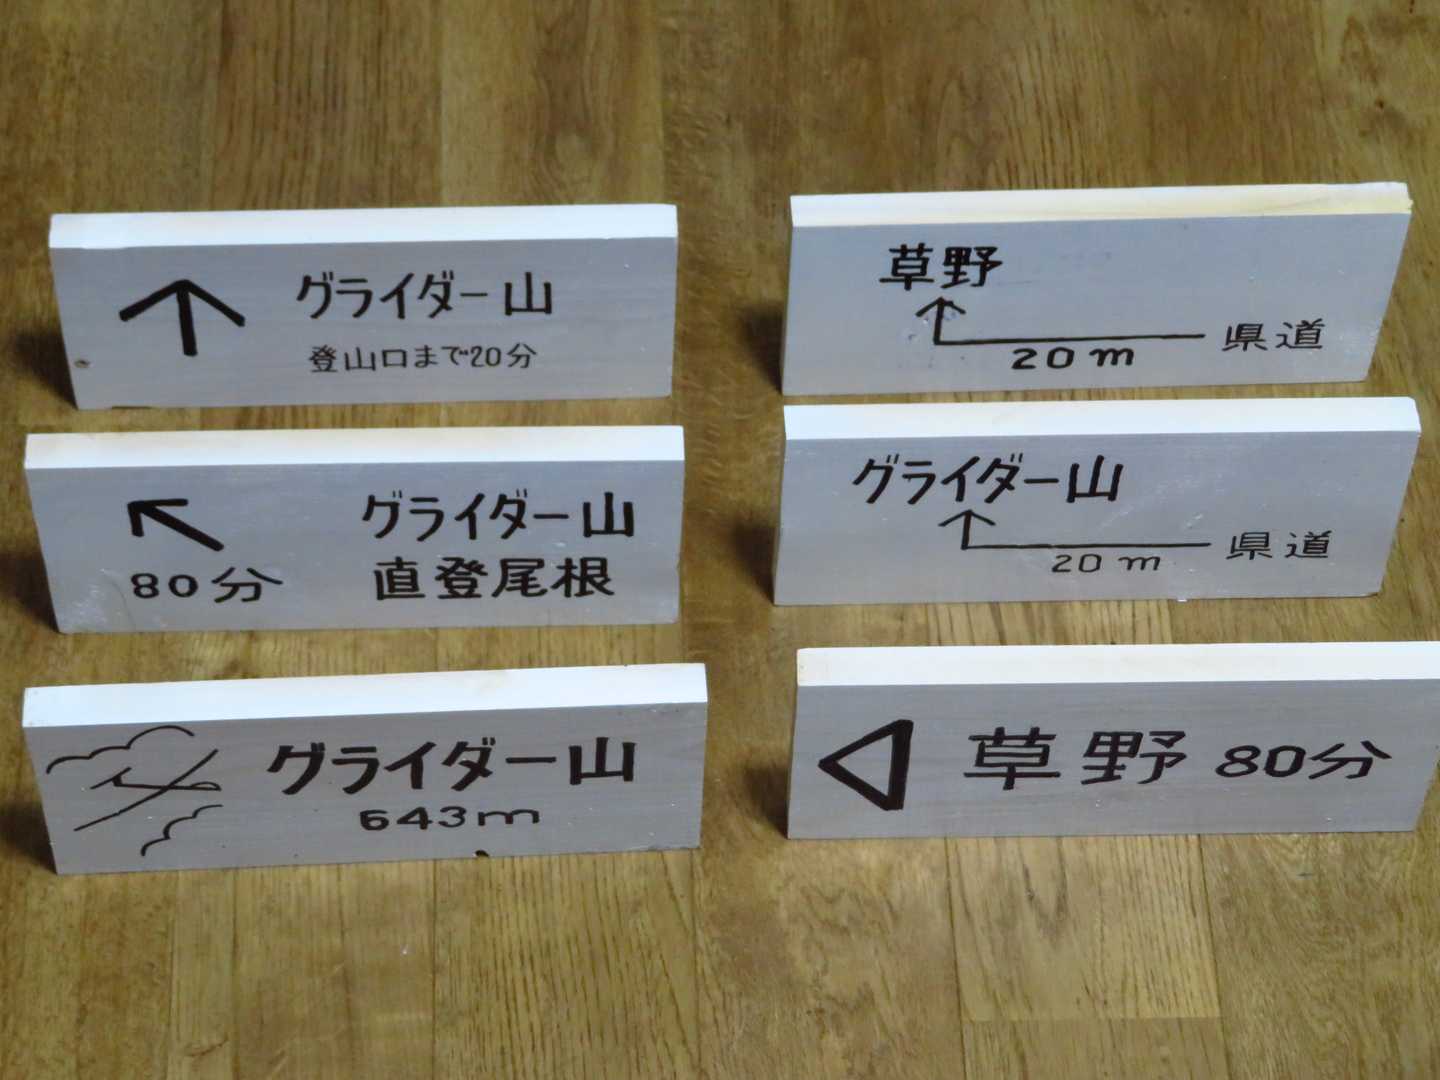 グライダー山
登山口まで20分
草野
20m 県道
グライダー山
直登尾根
80分
グライダー山
20m 県道
グライダー山
643m
草野 80分